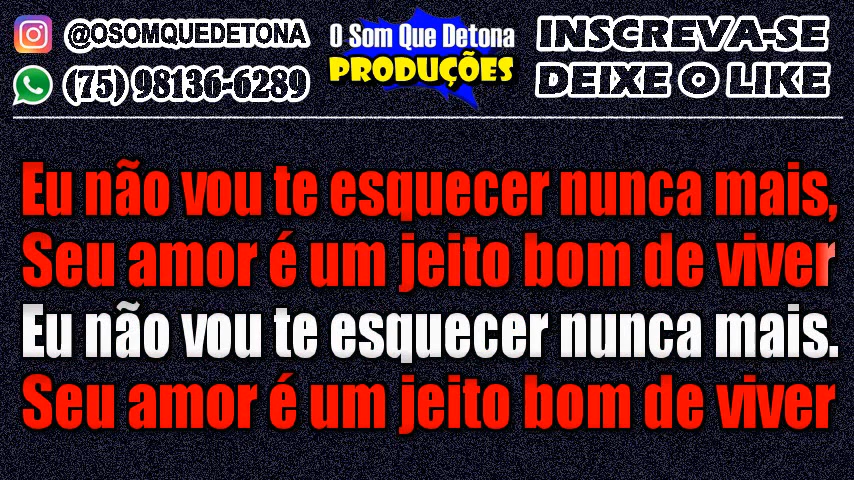 @OSOMQUEDETONA
(75) 98136-6289
O Som Que Detona
PRODUÇÕES
INSCREVA-SE
DEIXE O LIKE
Eu não vou te esquecer nunca mais,
Seu amor é um jeito bom de viver
Eu não vou te esquecer nunca mais.
Seu amor é um jeito bom de viver